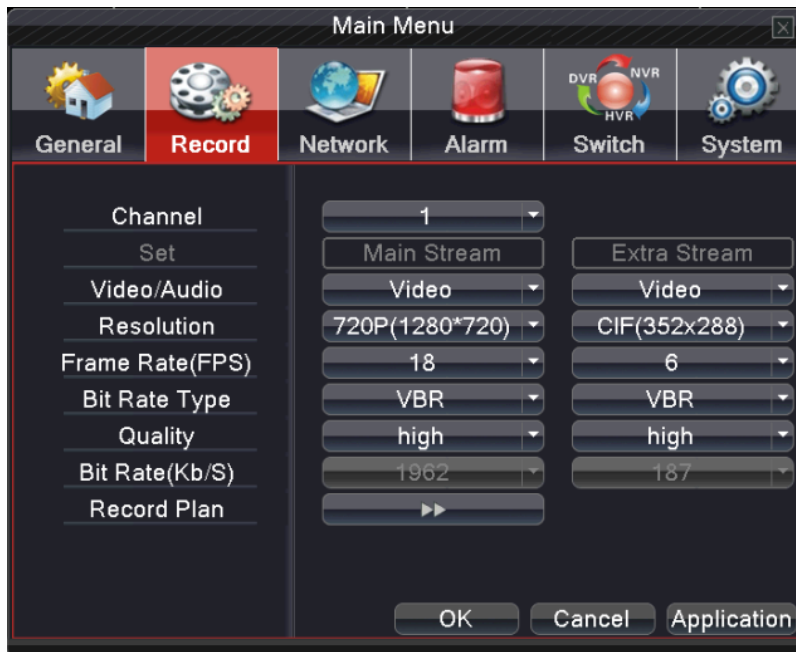 Main Menu
DVR NVR
HVR
General Record Network Alarm Switch System
Channel 1
Set Main Stream Extra Stream
Video/Audio Video Video
Resolution 720P(1280*720) CIF(352x288)
Frame Rate(FPS) 18 6
Bit Rate Type VBR VBR
Quality high high
Bit Rate(Kb/S) 1962 187
Record Plan
OK Cancel Application